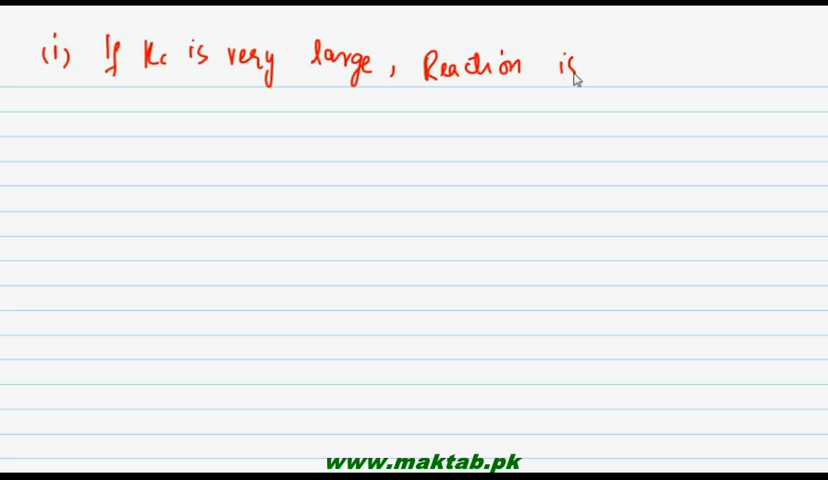 (i) If Kc is very large, Reaction is
www.maktab.pk